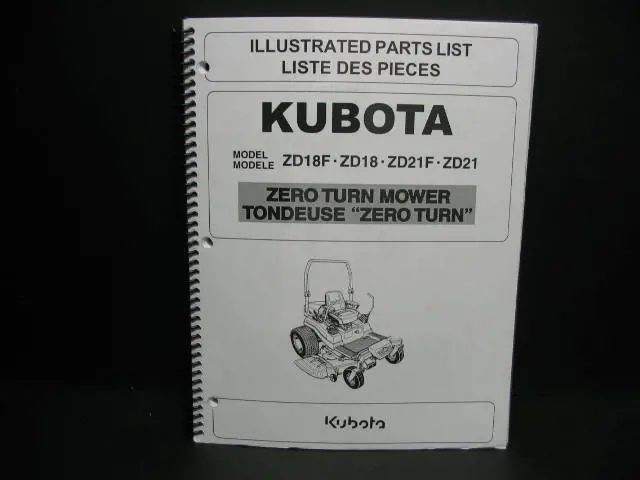 ILLUSTRATED PARTS LIST
LISTE DES PIECES
KUBOTA
MODEL
MODELE ZD18F · ZD18 · ZD21F · ZD21
ZERO TURN MOWER
TONDEUSE “ZERO TURN”
Kubota